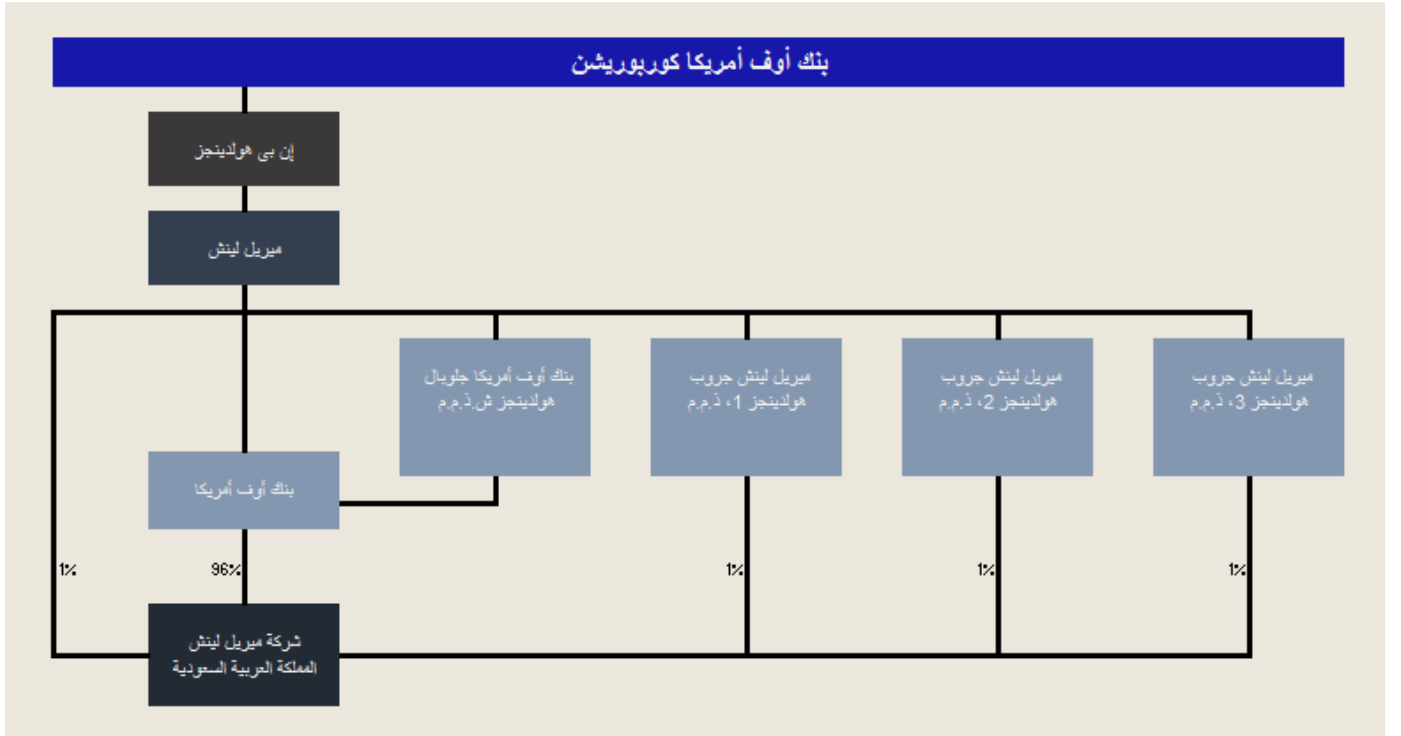 بنك أوف أمريكا كوربوريشن
إن بي هولدينجز
ميريل لينش
بنك أوف أمريكا جلوبال
هولدينجز ش.ذ.م.م
ميريل لينش جروب
هولدينجز 1، ذ.م.م
ميريل لينش جروب
هولدينجز 2، ذ.م.م
ميريل لينش جروب
هولدينجز 3، ذ.م.م
بنك أوف أمريكا
1%
96%
1%
1%
1%
شركة ميريل لينش
المملكة العربية السعودية